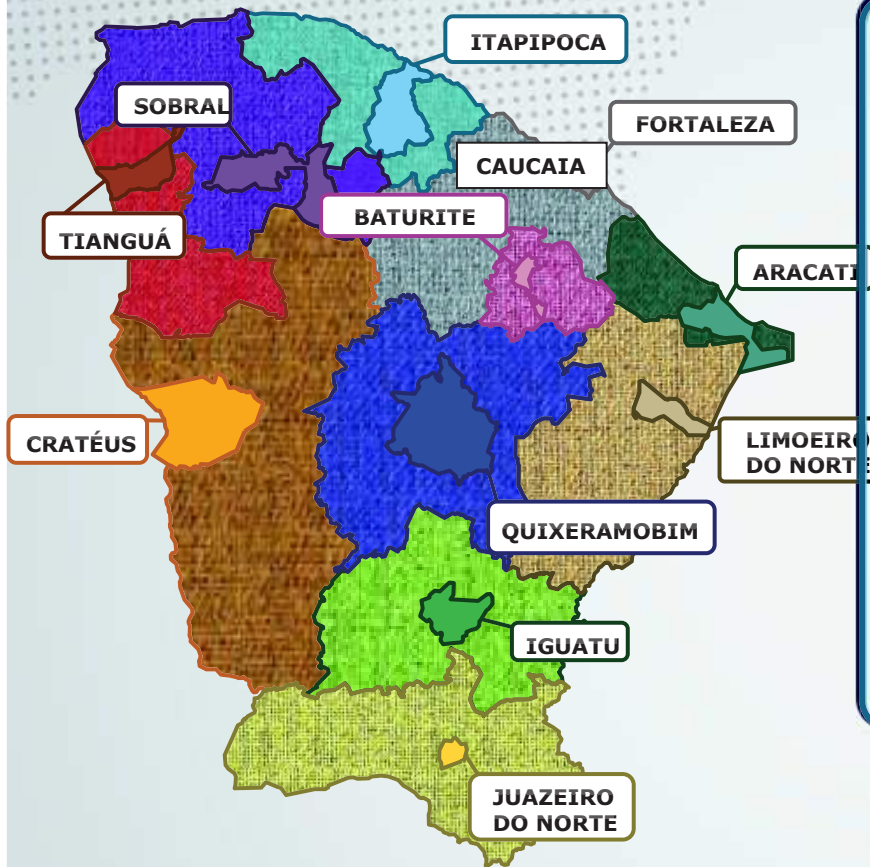 ITAPIPOCA
SOBRAL
FORTALEZA
CAUCAIA
BATURITE
TIANGUÁ
ARACATI
CRATÉUS
LIMOEIRO
DO NORTE
QUIXERAMOBIM
IGUATU
JUAZEIRO
DO NORTE